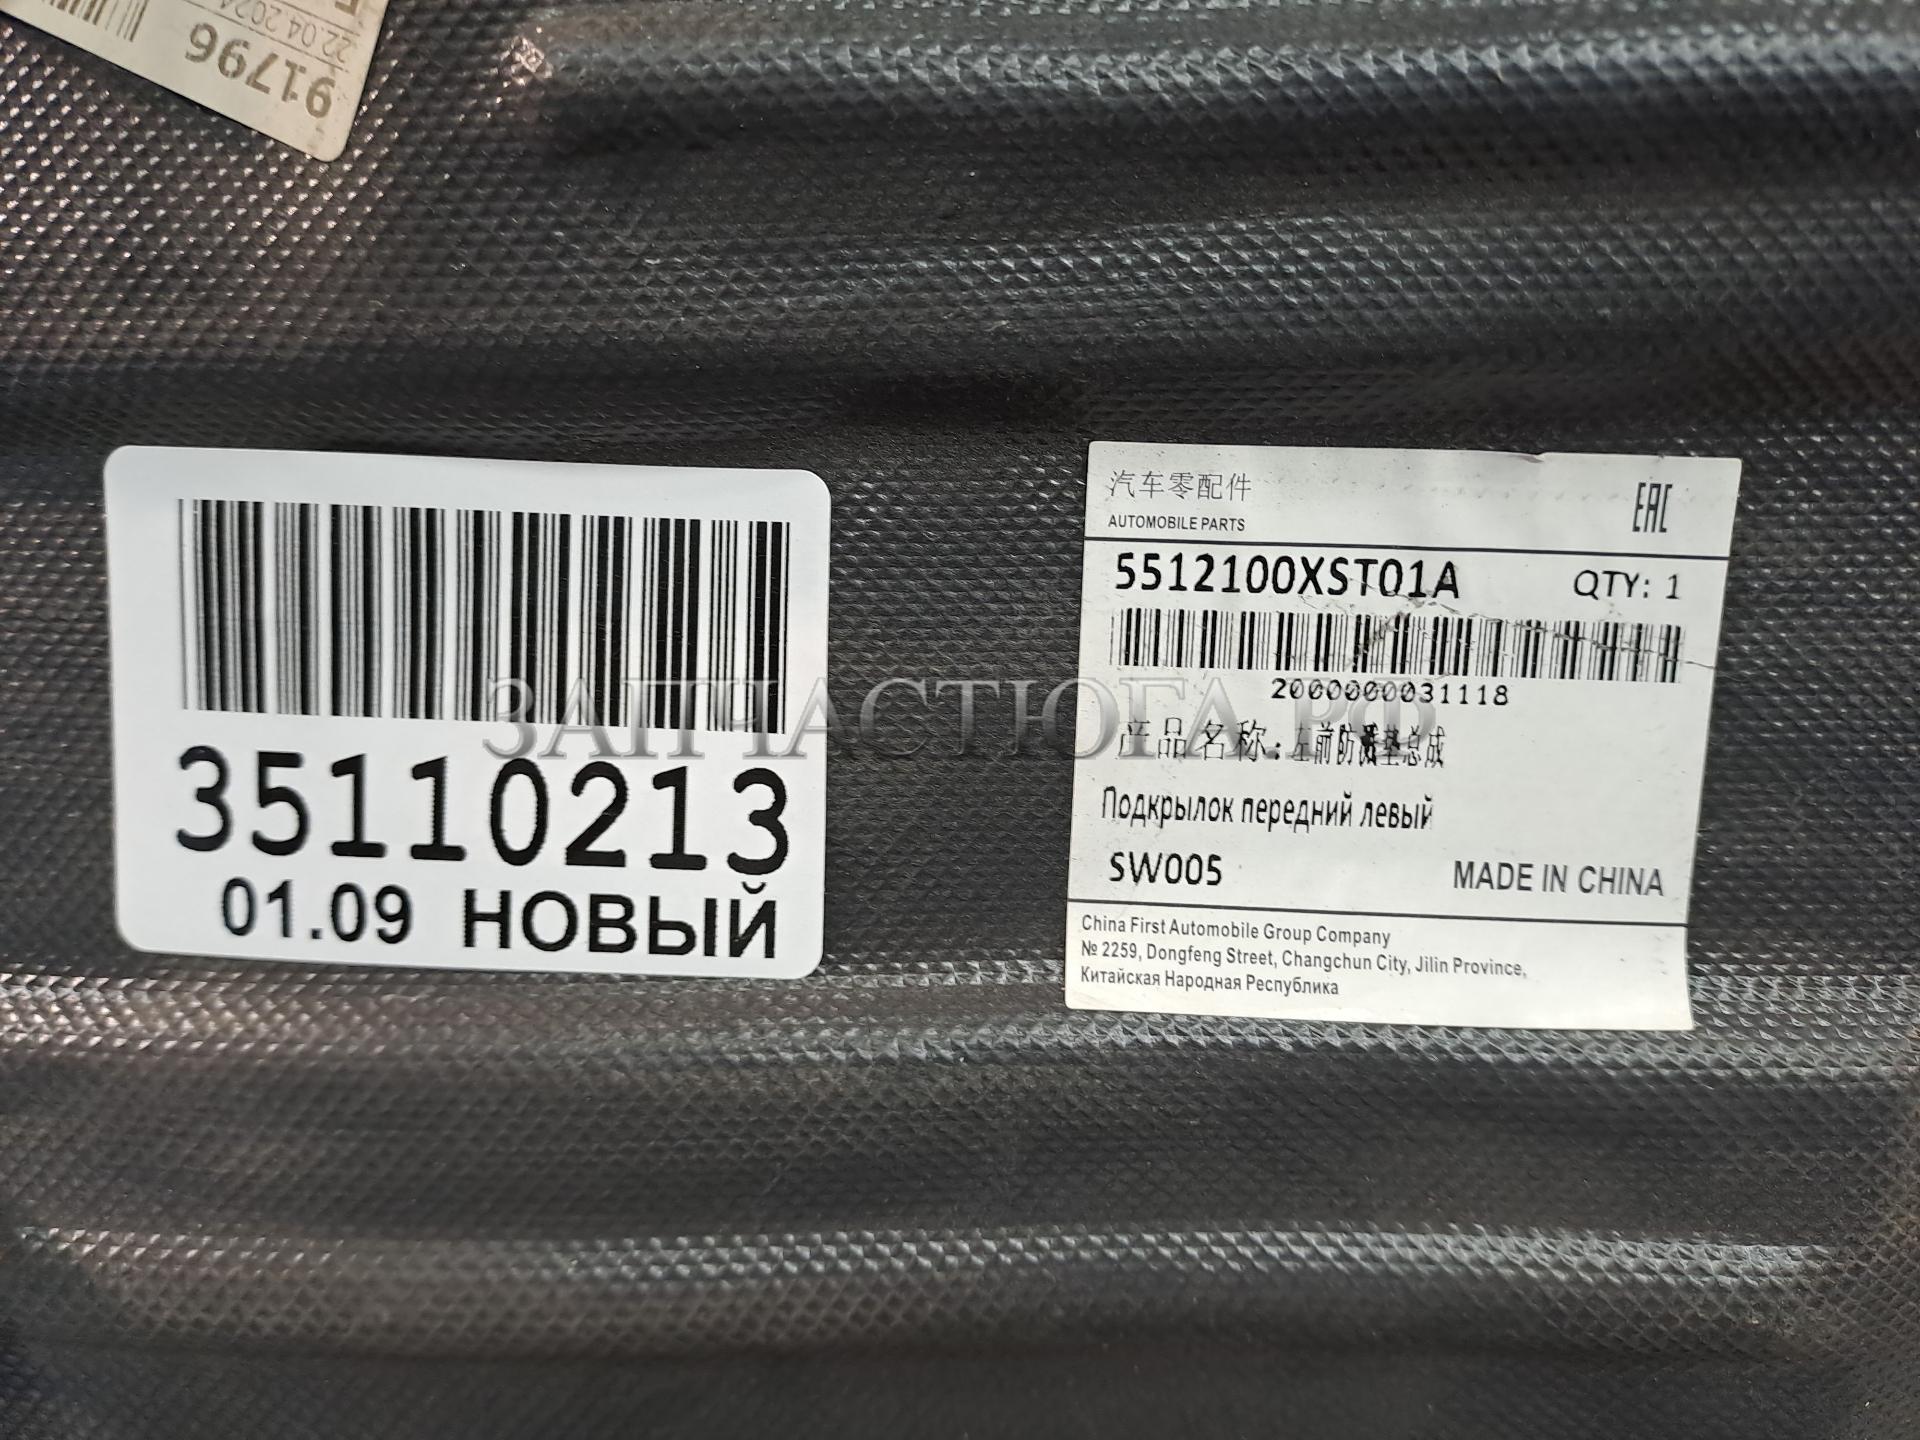 22.04.2024
91796
35110213
01.09 НОВЫЙ
汽车零配件
AUTOMOBILE PARTS
EAC
5512100XST01A QTY: 1
2000000031118
产品名称:左前防溅垫总成
Подкрылок передний левый
SW005 MADE IN CHINA
China First Automobile Group Company
№ 2259, Dongfeng Street, Changchun City, Jilin Province,
Китайская Народная Республика
ЗАПЧАСТЮГА.РФ